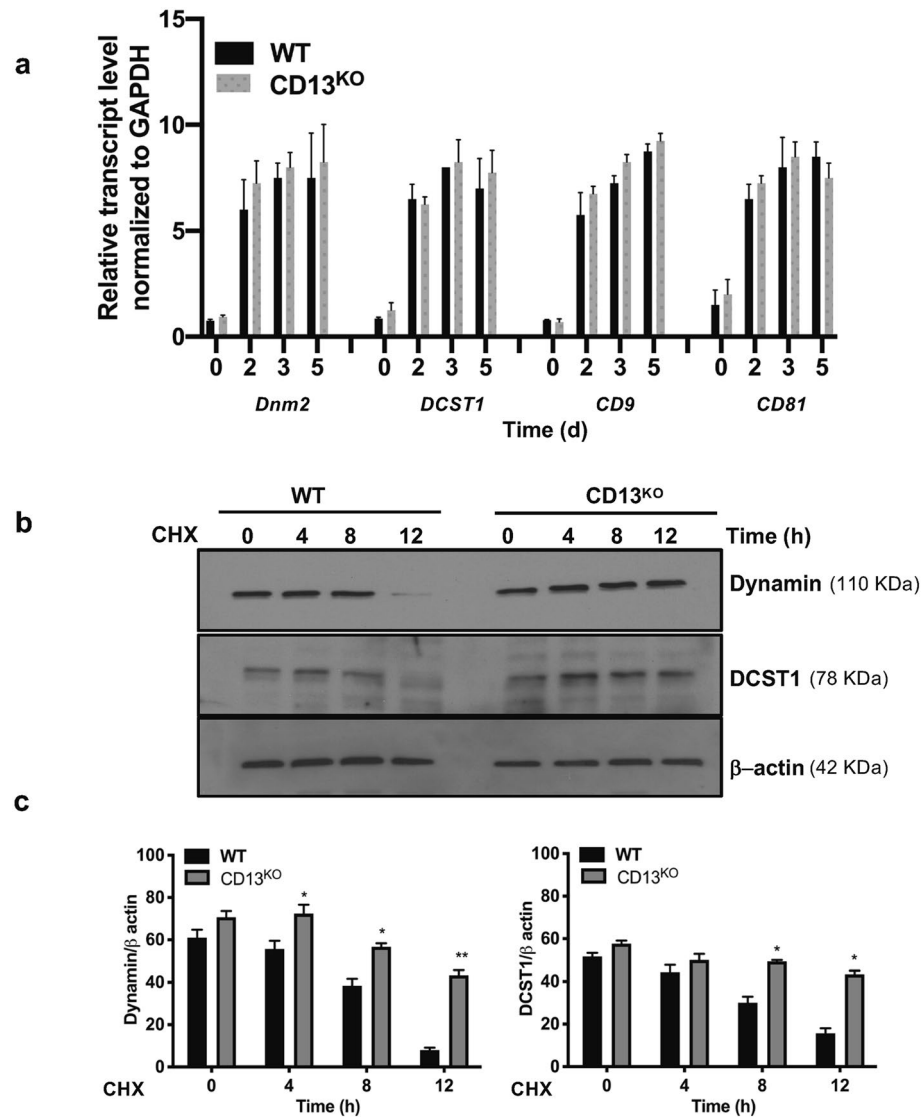 a
Relative transcript level
normalized to GAPDH
15
10
5
0
WT
CD13KO
0 2 3 5 0 2 3 5 0 2 3 5 0 2 3 5
Dnm2 DCST1 CD9 CD81
Time (d)
b
WT CD13KO
CHX 0 4 8 12 0 4 8 12 Time (h)
Dynamin (110 KDa)
DCST1 (78 KDa)
β–actin (42 KDa)
c
Dynamin/β actin
100
80
60
40
20
0
WT
CD13KO
* * **
CHX 0 4 8 12
Time (h)
DCST1/β actin
100
80
60
40
20
0
WT
CD13KO
* *
CHX 0 4 8 12
Time (h)